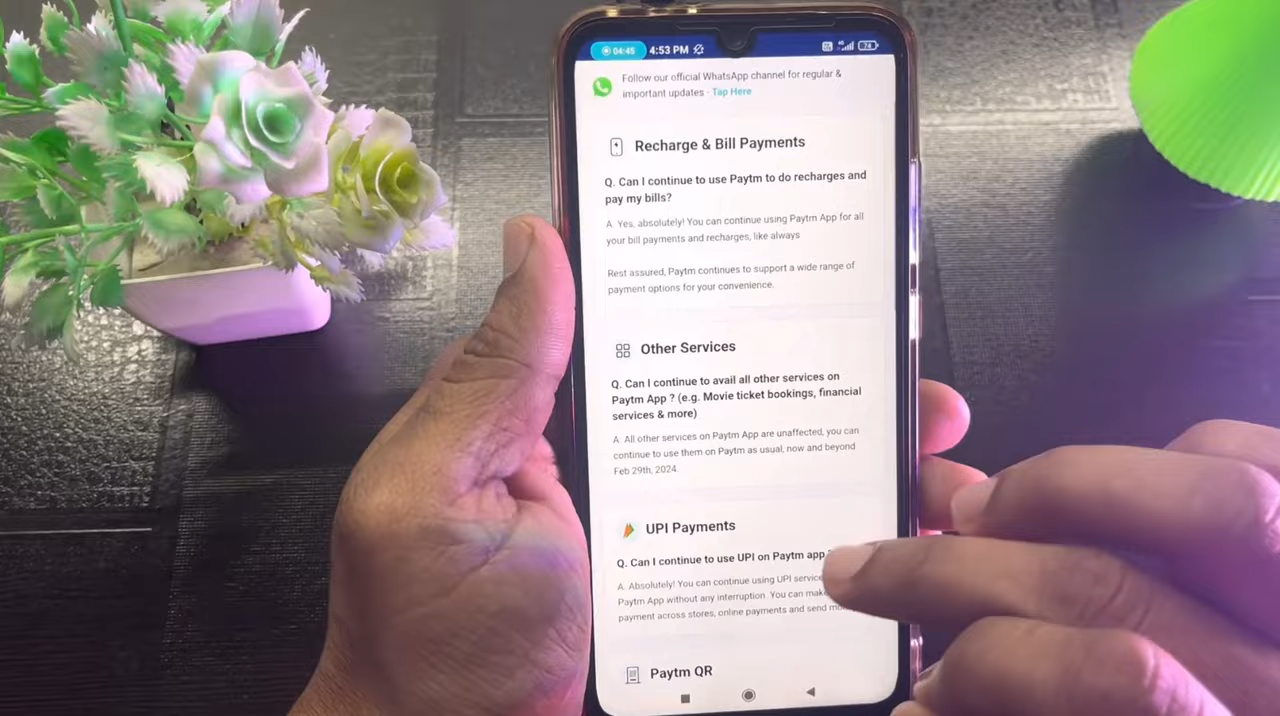 04:45 4:53 PM 74
Follow our official WhatsApp channel for regular &
important updates - Tap Here
Recharge & Bill Payments
Q. Can I continue to use Paytm to do recharges and
pay my bills?
A. Yes, absolutely! You can continue using Paytm App for all
your bill payments and recharges, like always
Rest assured, Paytm continues to support a wide range of
payment options for your convenience.
Other Services
Q. Can I continue to avail all other services on
Paytm App ? (e.g. Movie ticket bookings, financial
services & more)
A. All other services on Paytm App are unaffected, you can
continue to use them on Paytm as usual, now and beyond
Feb 29th, 2024.
UPI Payments
Q. Can I continue to use UPI on Paytm app
A. Absolutely! You can continue using UPI service
Paytm App without any interruption. You can make
payment across stores, online payments and send
Paytm QR